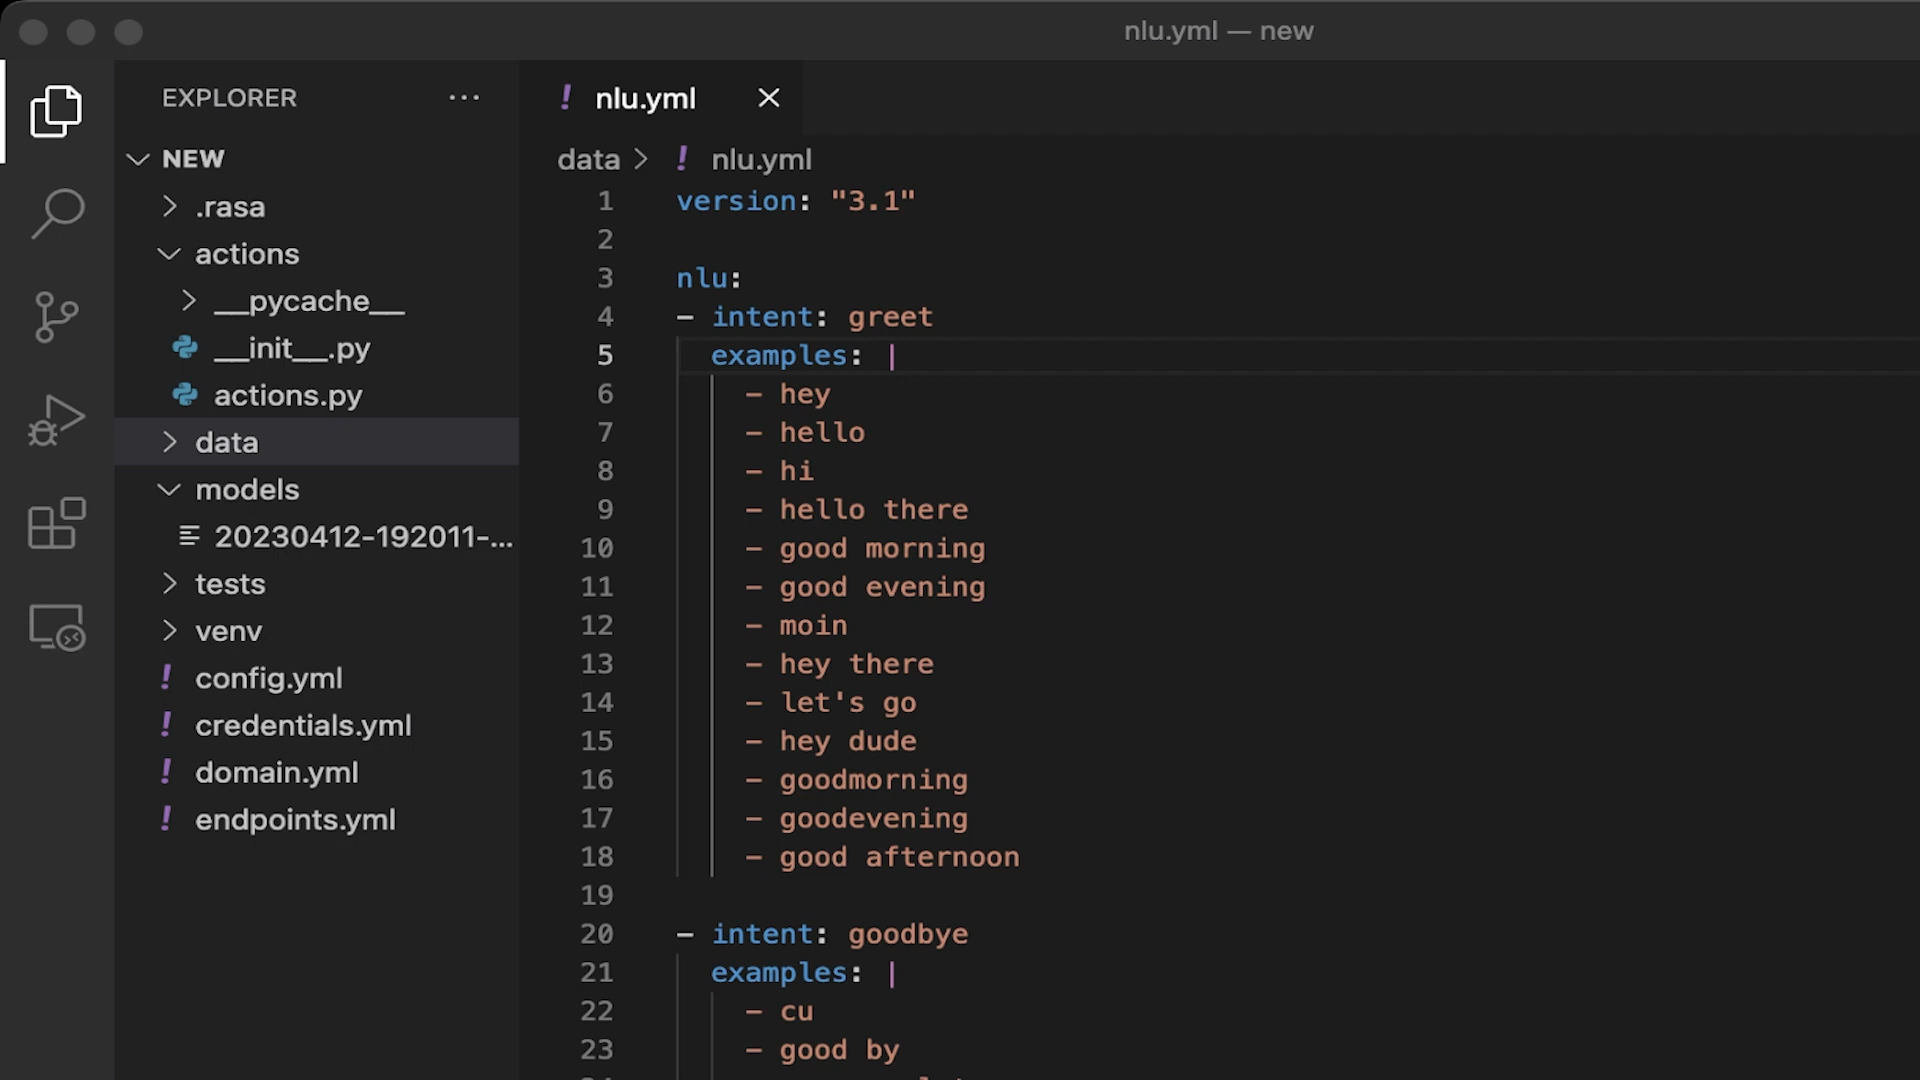 nlu.yml — new
EXPLORER
NEW
.rasa
actions
__pycache__
__init__.py
actions.py
data
models
20230412-192011-...
tests
venv
! config.yml
! credentials.yml
! domain.yml
! endpoints.yml
! nlu.yml
data > ! nlu.yml
1 version: "3.1"
2
3 nlu:
4 - intent: greet
5 examples: |
6 - hey
7 - hello
8 - hi
9 - hello there
10 - good morning
11 - good evening
12 - moin
13 - hey there
14 - let's go
15 - hey dude
16 - goodmorning
17 - goodevening
18 - good afternoon
19
20 - intent: goodbye
21 examples: |
22 - cu
23 - good by